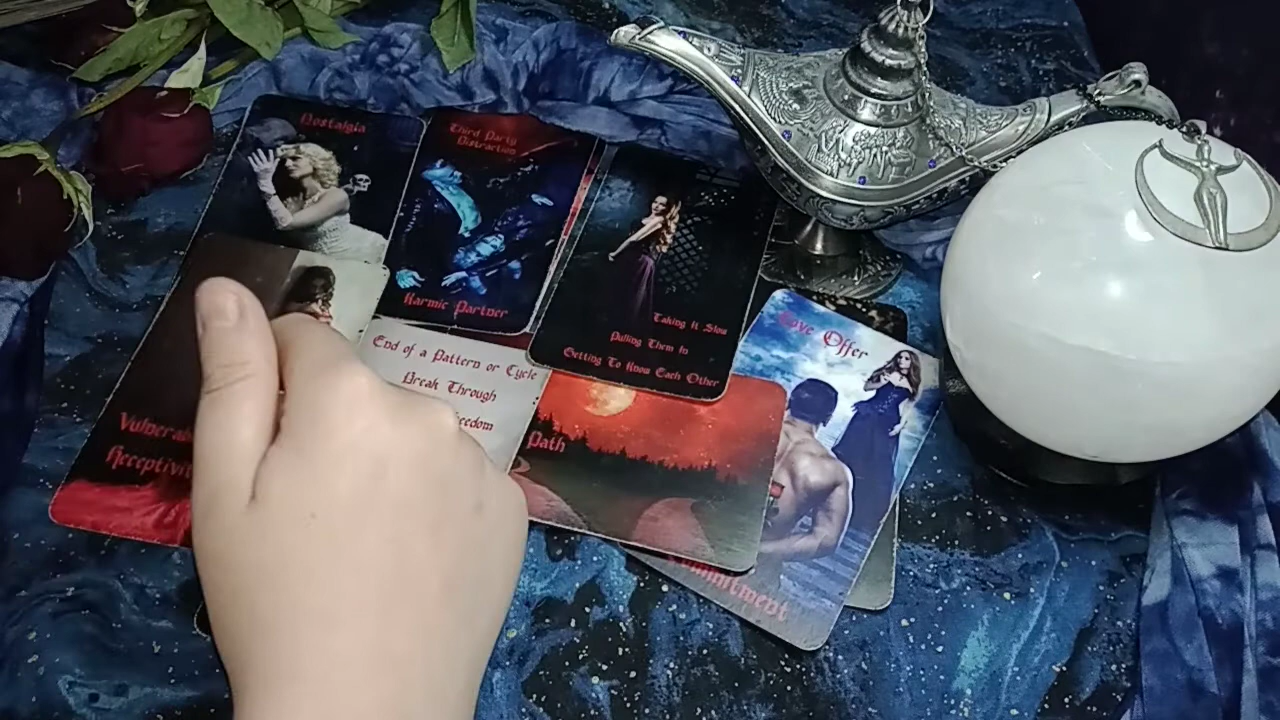 Nostalgia
Third Party
Distraction
Karmic Partner
Taking It Slow
Pulling Them In
Getting To Know Each Other
Love Offer
End of a Pattern or Cycle
Break Through
Path